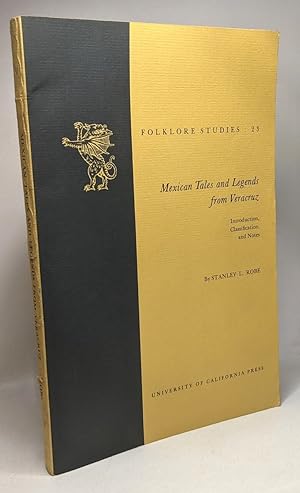 FOLKLORE STUDIES : 23
Mexican Tales and Legends
from Veracruz
Introduction,
Classification,
and Notes
By STANLEY L. ROBE
UNIVERSITY OF CALIFORNIA PRESS